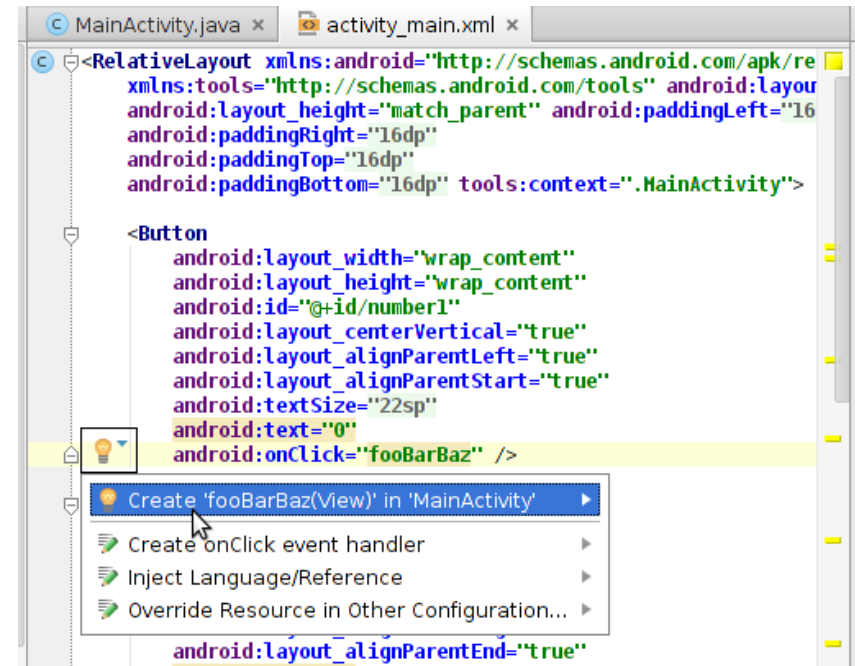 MainActivity.java × activity_main.xml ×
<RelativeLayout xmlns:android="http://schemas.android.com/apk/re
xmlns:tools="http://schemas.android.com/tools" android:layou
android:layout_height="match_parent" android:paddingLeft="16
android:paddingRight="16dp"
android:paddingTop="16dp"
android:paddingBottom="16dp" tools:context=".MainActivity">
<Button
android:layout_width="wrap_content"
android:layout_height="wrap_content"
android:id="@+id/number1"
android:layout_centerVertical="true"
android:layout_alignParentLeft="true"
android:layout_alignParentStart="true"
android:textSize="22sp"
android:text="0"
android:onClick="fooBarBaz" />
Create 'fooBarBaz(View)' in 'MainActivity'
Create onClick event handler
Inject Language/Reference
Override Resource in Other Configuration...
android:layout_alignParentEnd="true"